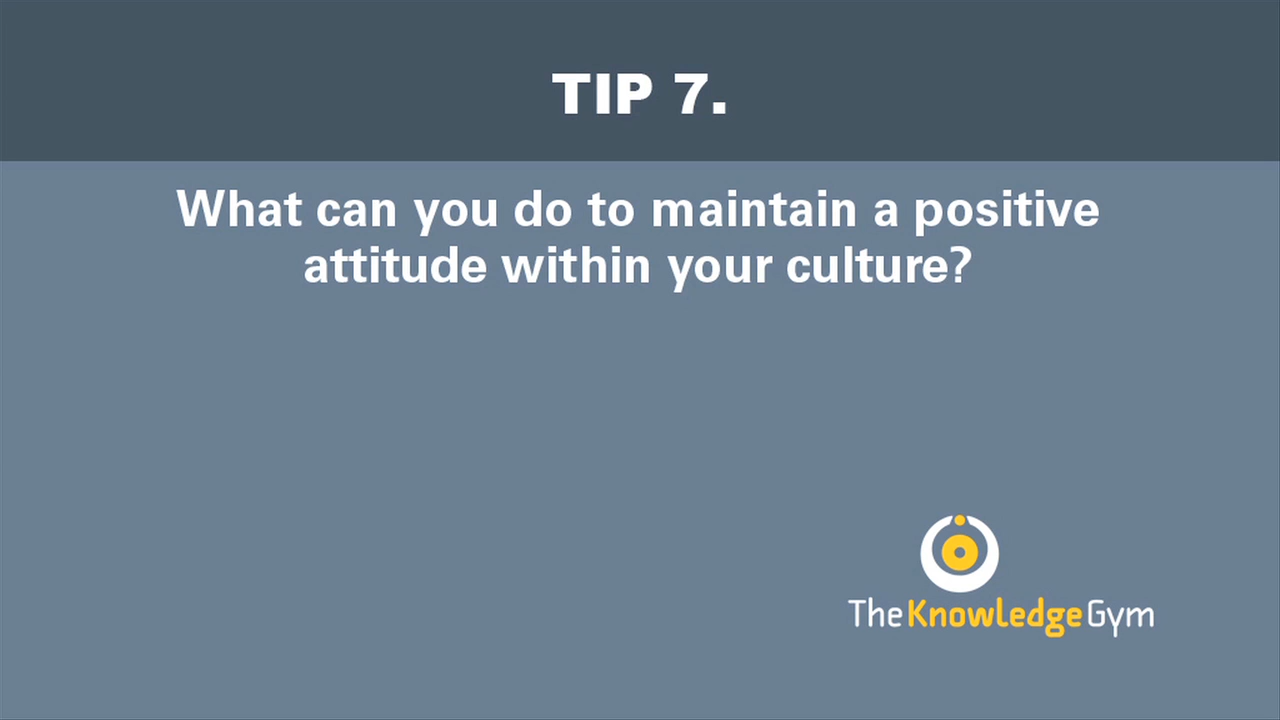 TIP 7.
What can you do to maintain a positive
attitude within your culture?
TheKnowledgeGym